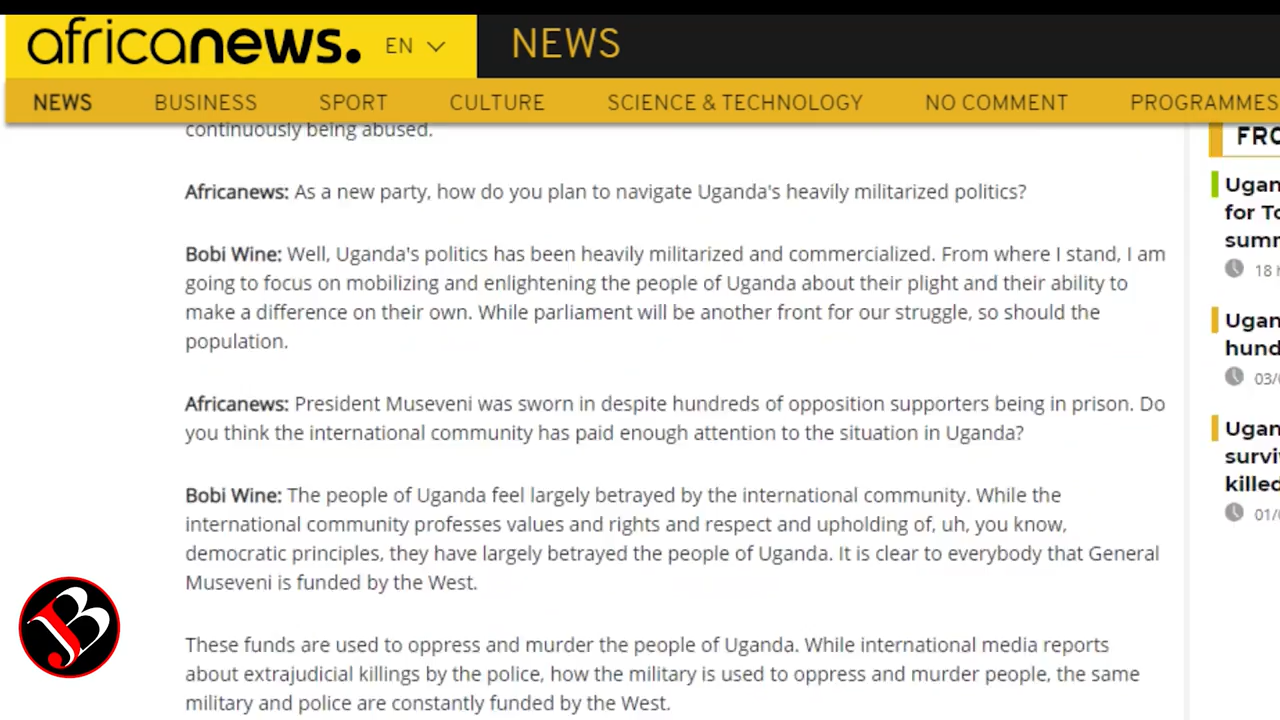 africanews. EN NEWS
NEWS BUSINESS SPORT CULTURE SCIENCE & TECHNOLOGY NO COMMENT PROGRAMMES
continuously being abused.
Africanews: As a new party, how do you plan to navigate Uganda's heavily militarized politics?
Bobi Wine: Well, Uganda's politics has been heavily militarized and commercialized. From where I stand, I am
going to focus on mobilizing and enlightening the people of Uganda about their plight and their ability to
make a difference on their own. While parliament will be another front for our struggle, so should the
population.
Africanews: President Museveni was sworn in despite hundreds of opposition supporters being in prison. Do
you think the international community has paid enough attention to the situation in Uganda?
Bobi Wine: The people of Uganda feel largely betrayed by the international community. While the
international community professes values and rights and respect and upholding of, uh, you know,
democratic principles, they have largely betrayed the people of Uganda. It is clear to everybody that General
Museveni is funded by the West.
These funds are used to oppress and murder the people of Uganda. While international media reports
about extrajudicial killings by the police, how the military is used to oppress and murder people, the same
military and police are constantly funded by the West.
FRO
Ugan
for To
sumr
18 h
Ugan
hund
03/0
Ugan
survi
killed
01/0
JB